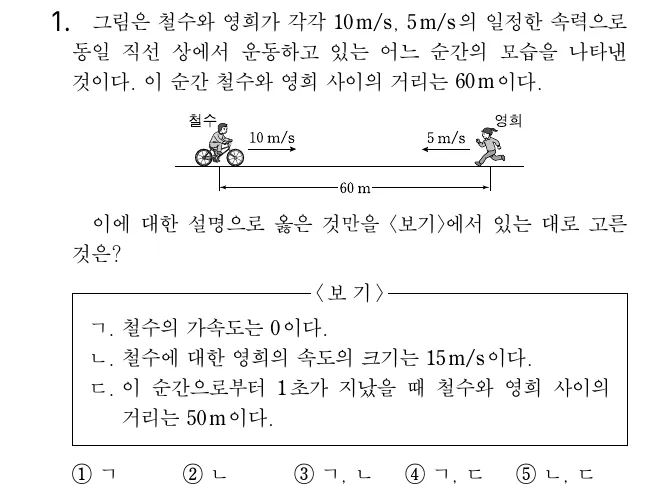 1. 그림은 철수와 영희가 각각 10 m/s, 5 m/s의 일정한 속력으로
동일 직선 상에서 운동하고 있는 어느 순간의 모습을 나타낸
것이다. 이 순간 철수와 영희 사이의 거리는 60 m이다.
철수 영희
10 m/s 5 m/s
60 m
이에 대한 설명으로 옳은 것만을 〈보기〉에서 있는 대로 고른
것은?
〈보 기〉
ㄱ. 철수의 가속도는 0이다.
ㄴ. 철수에 대한 영희의 속도의 크기는 15 m/s이다.
ㄷ. 이 순간으로부터 1초가 지났을 때 철수와 영희 사이의
거리는 50 m이다.
① ㄱ ② ㄴ ③ ㄱ, ㄴ ④ ㄱ, ㄷ ⑤ ㄴ, ㄷ